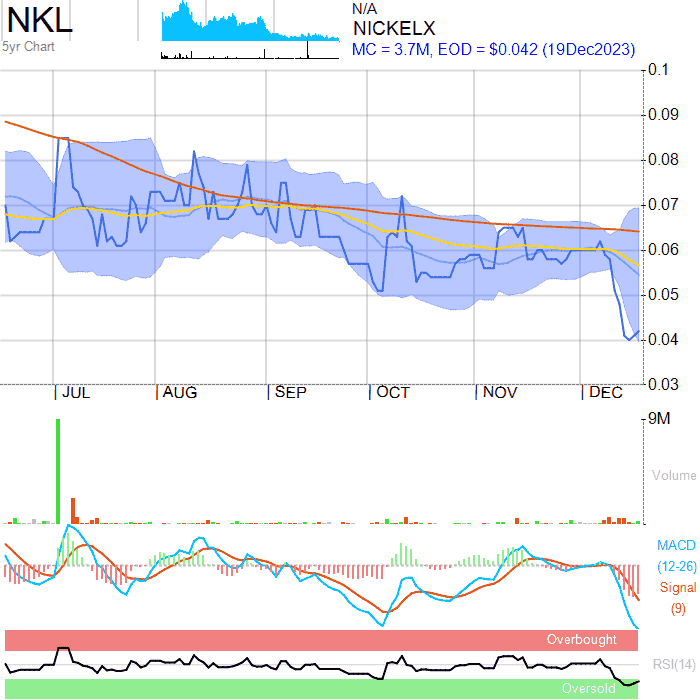 NKL
5yr Chart
N/A
NICKELX
MC = 3.7M, EOD = $0.042 (19Dec2023)
0.1
0.09
0.08
0.07
0.06
0.05
0.04
0.03
JUL AUG SEP OCT NOV DEC
9M
Volume
MACD
(12-26)
Signal
(9)
Overbought
RSI(14)
Oversold